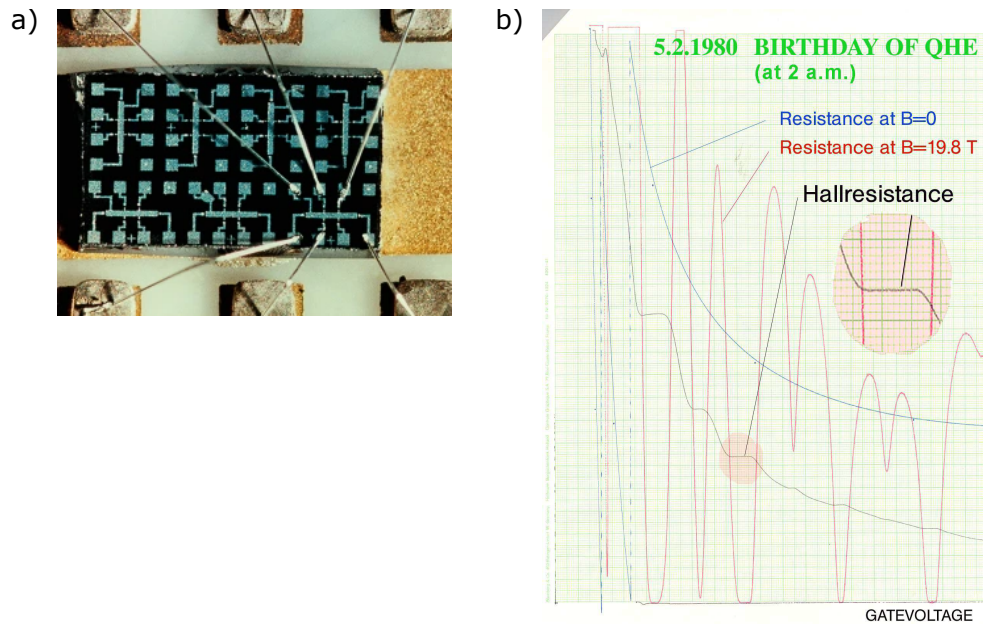 a)
b)
5.2.1980 BIRTHDAY OF QHE
(at 2 a.m.)
Resistance at B=0
Resistance at B=19.8 T
Hallresistance
GATEVOLTAGE